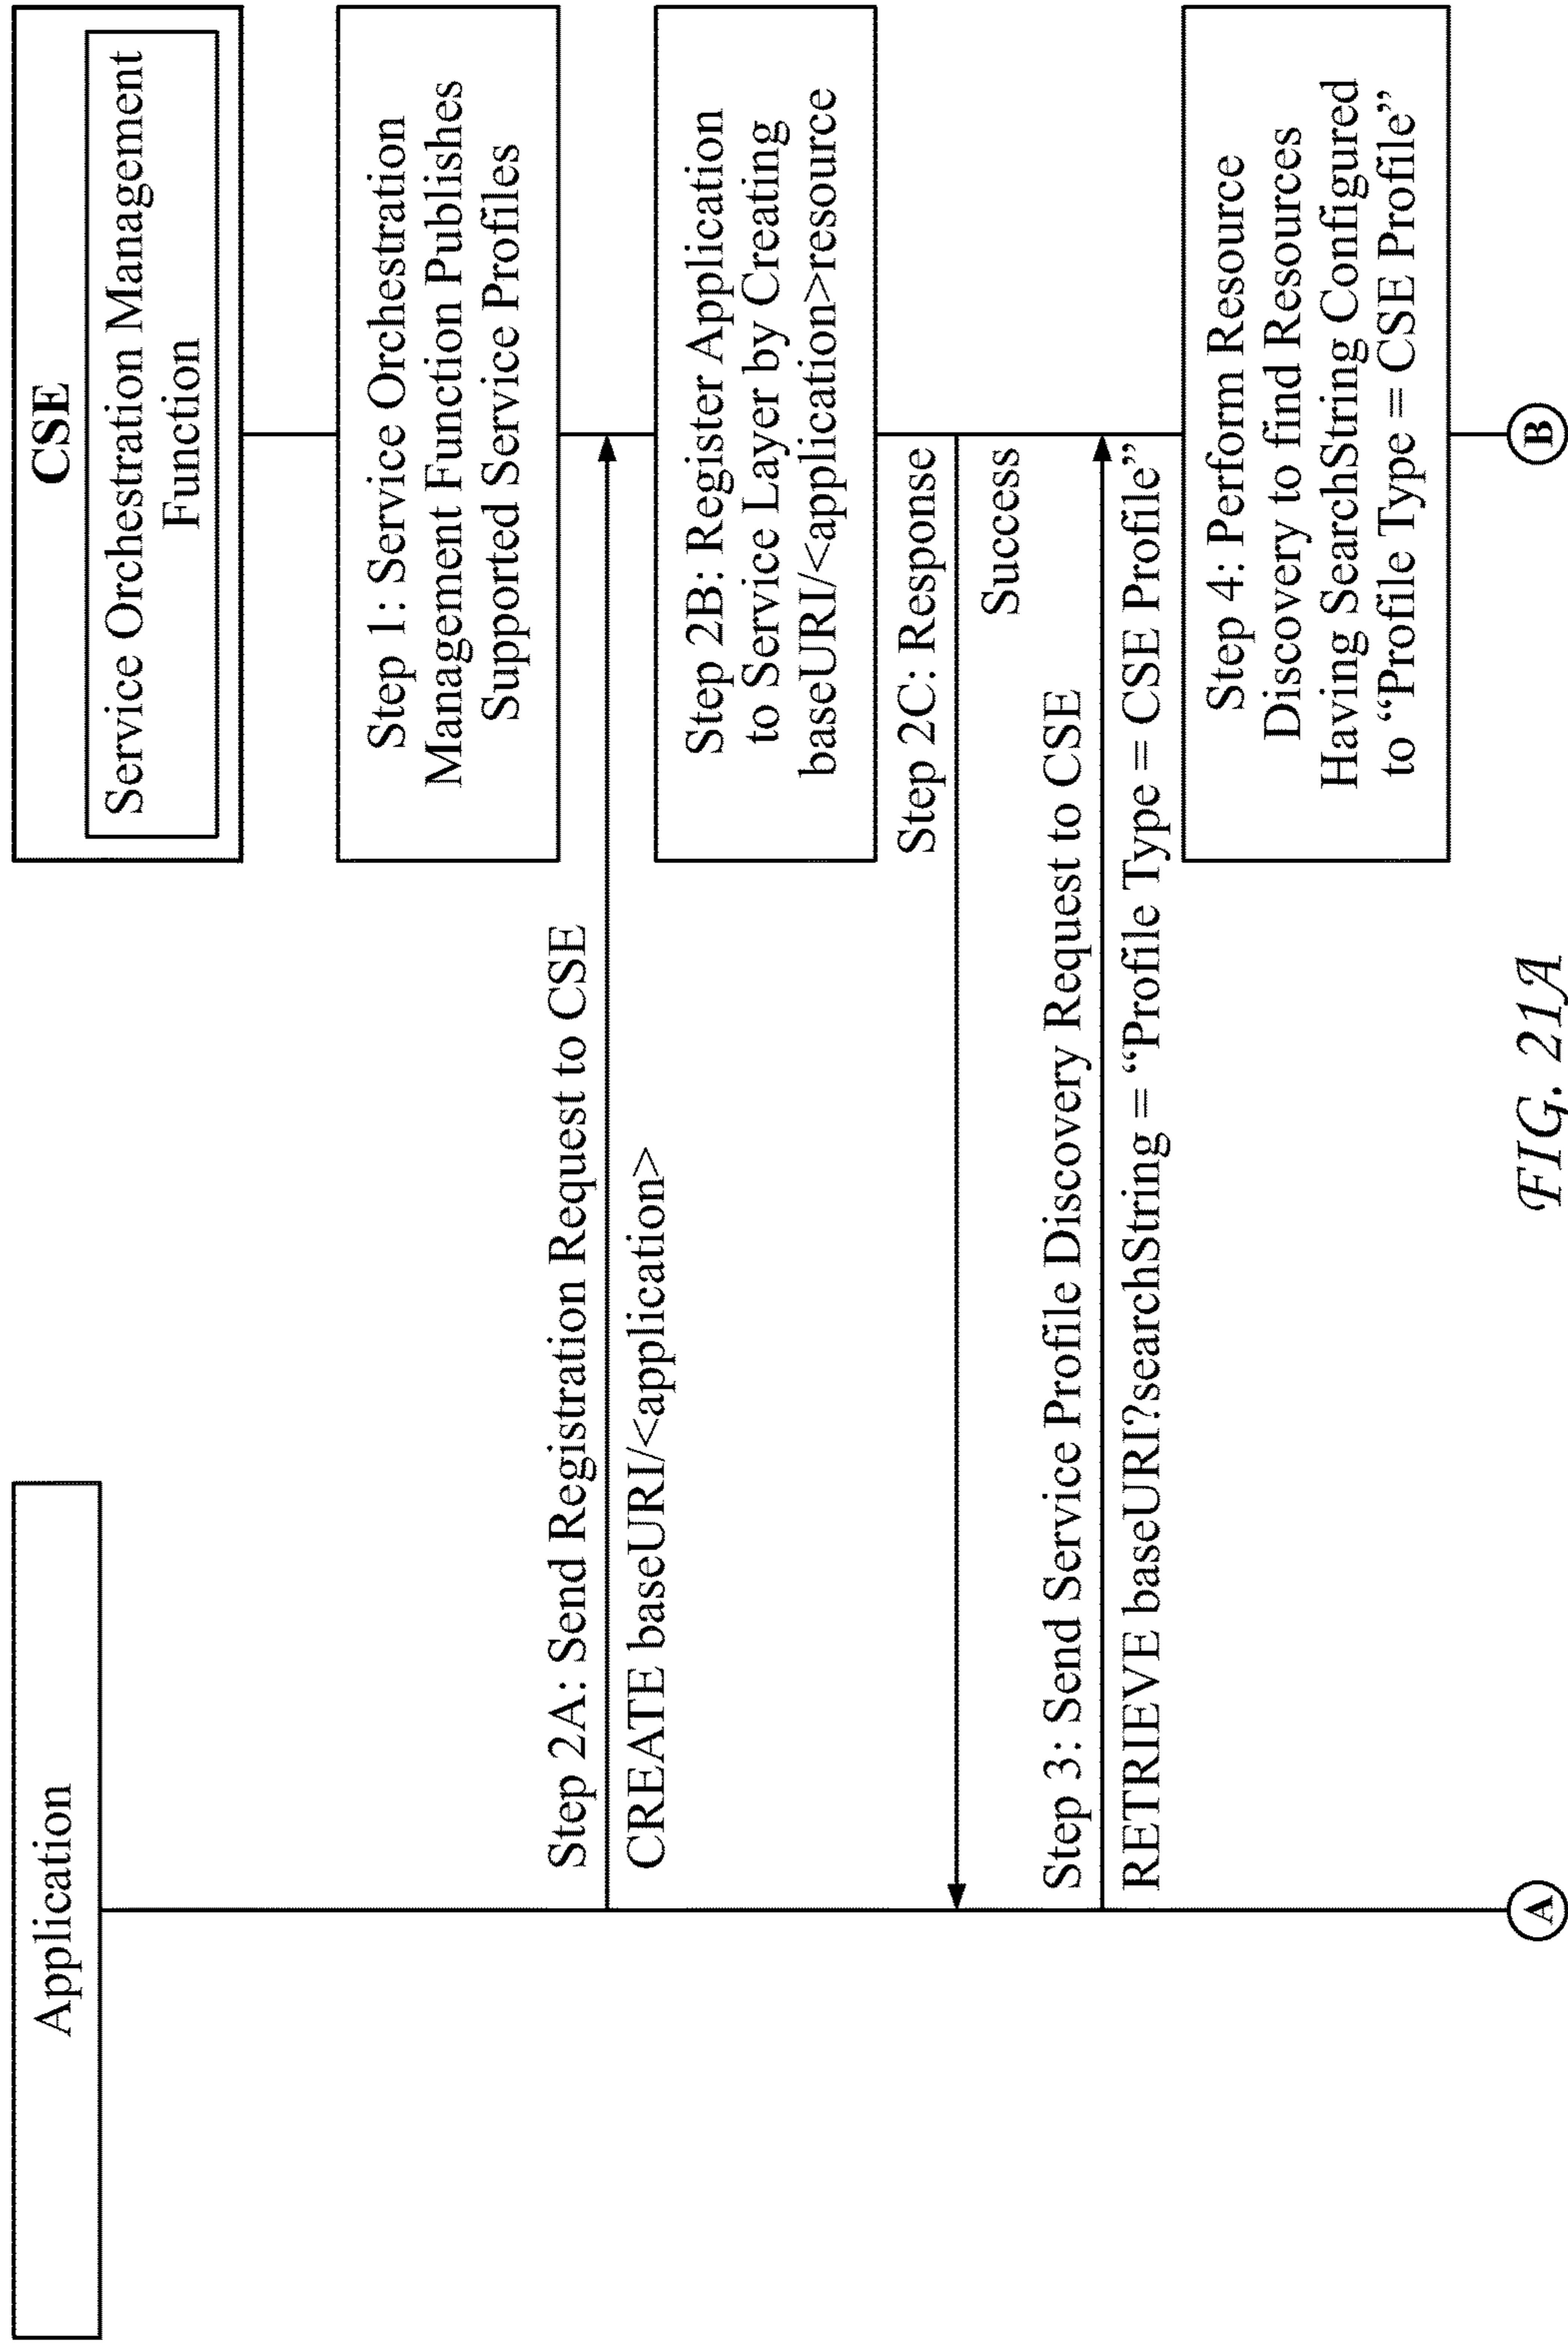 Application
CSE
Service Orchestration Management
Function
Step 1: Service Orchestration
Management Function Publishes
Supported Service Profiles
Step 2A: Send Registration Request to CSE
CREATE baseURI/<application>
Step 2B: Register Application
to Service Layer by Creating
baseURI/<application>resource
Step 2C: Response
Success
Step 3: Send Service Profile Discovery Request to CSE
RETRIEVE baseURI?searchString = “Profile Type = CSE Profile”
Step 4: Perform Resource
Discovery to find Resources
Having SearchString Configured
to “Profile Type = CSE Profile”
A
B
FIG. 21A